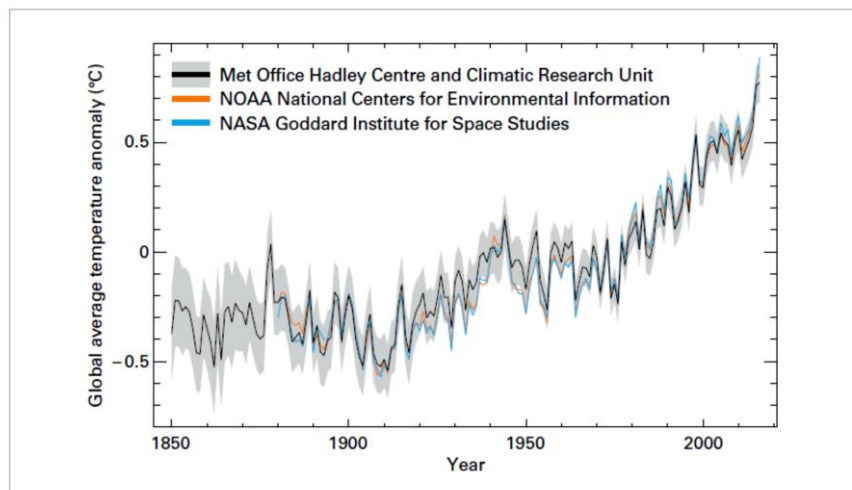 Met Office Hadley Centre and Climatic Research Unit
NOAA National Centers for Environmental Information
NASA Goddard Institute for Space Studies
Global average temperature anomaly (°C)
0.5
0
−0.5
1850
1900
1950
2000
Year